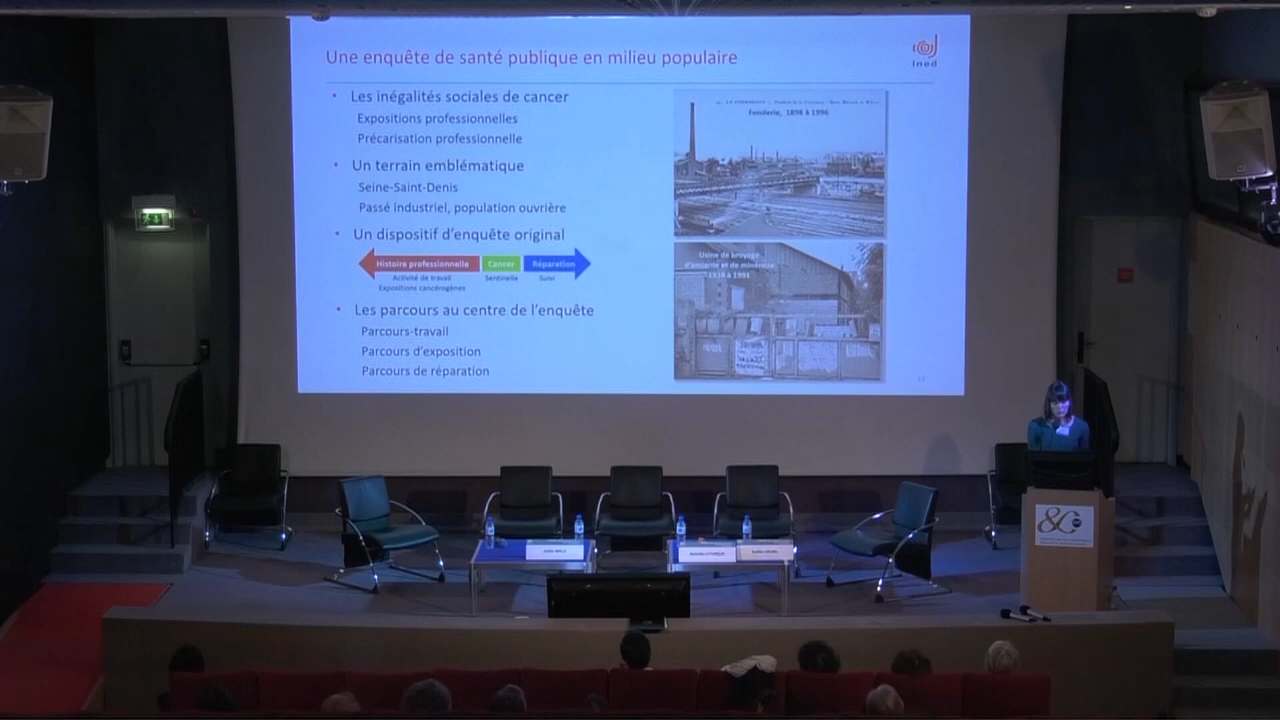 Une enquête de santé publique en milieu populaire
Ined
• Les inégalités sociales de cancer
Expositions professionnelles
Précarisation professionnelle
• Un terrain emblématique
Seine-Saint-Denis
Passé industriel, population ouvrière
• Un dispositif d'enquête original
Histoire professionnelle
Cancer
Réparation
Activité de travail
Expositions cancérogènes
Sentinelle
Suivi
• Les parcours au centre de l'enquête
Parcours-travail
Parcours d'exposition
Parcours de réparation
Fonderie, 1898 à 1996
Usine de broyage
d'amiante et de minéraux
1938 à 1991
&C